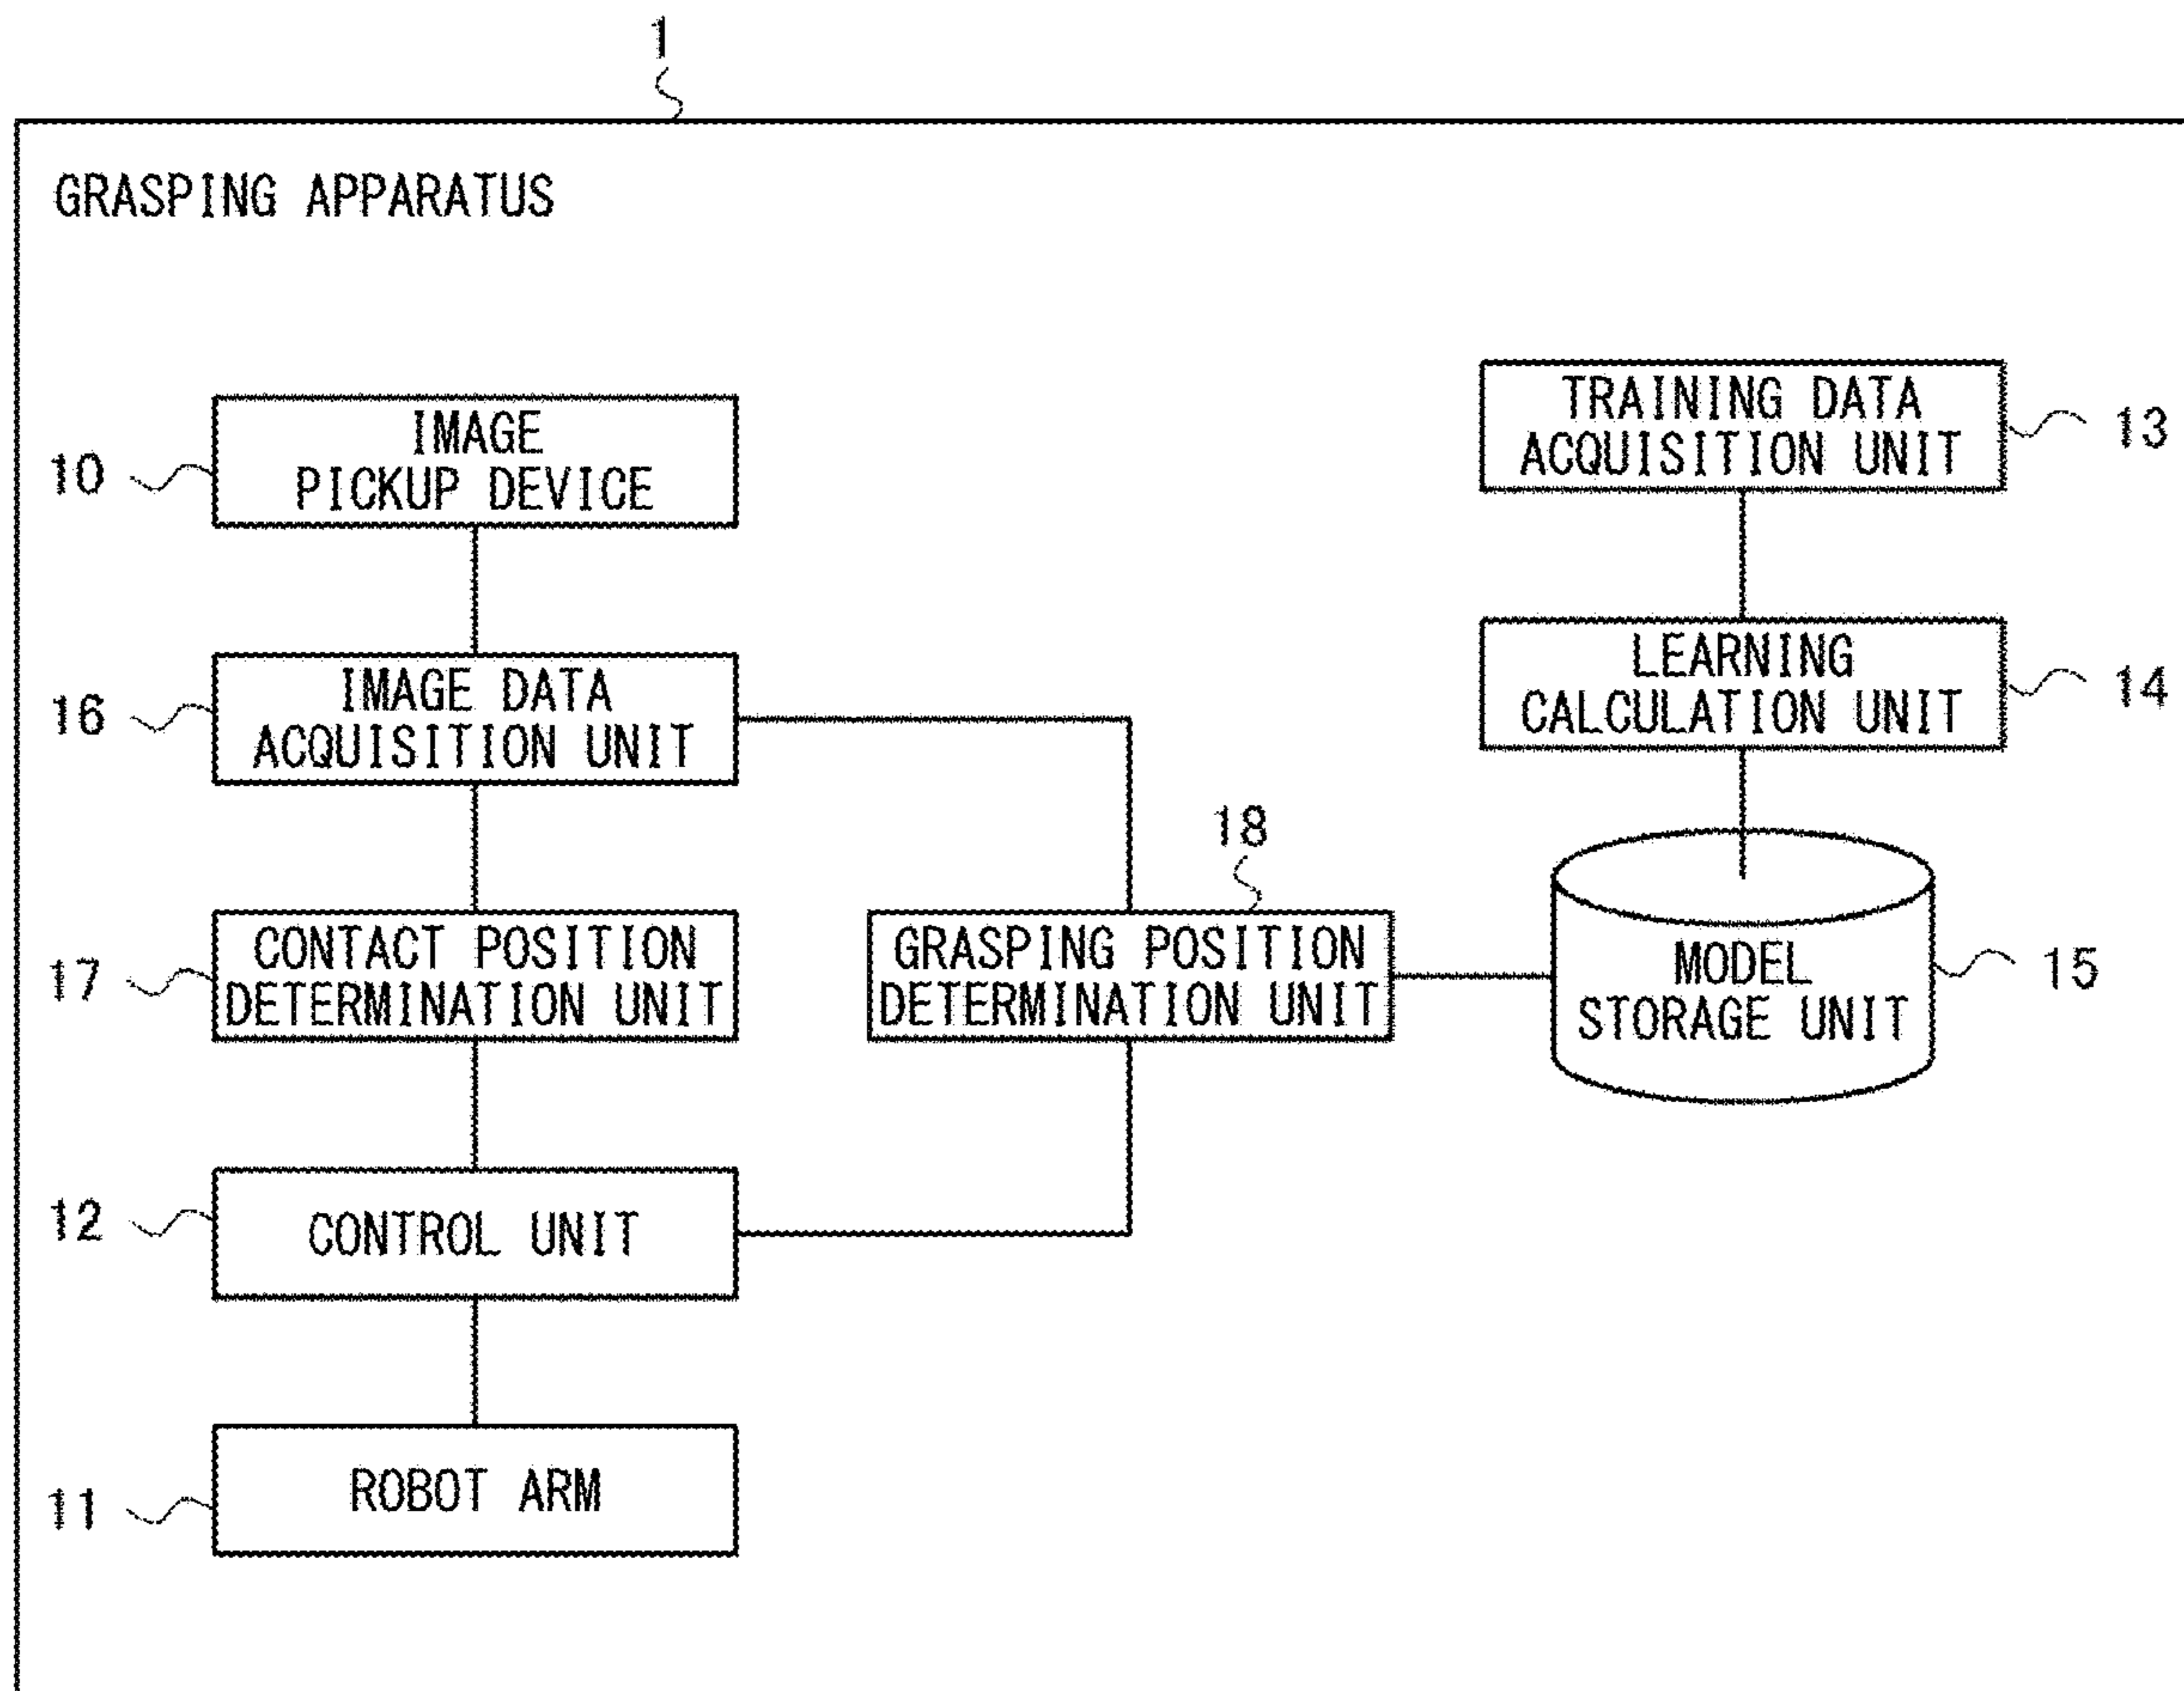 1
GRASPING APPARATUS
10
IMAGE
PICKUP DEVICE
TRAINING DATA
ACQUISITION UNIT
13
16
IMAGE DATA
ACQUISITION UNIT
LEARNING
CALCULATION UNIT
14
17
CONTACT POSITION
DETERMINATION UNIT
18
GRASPING POSITION
DETERMINATION UNIT
MODEL
STORAGE UNIT
15
12
CONTROL UNIT
11
ROBOT ARM